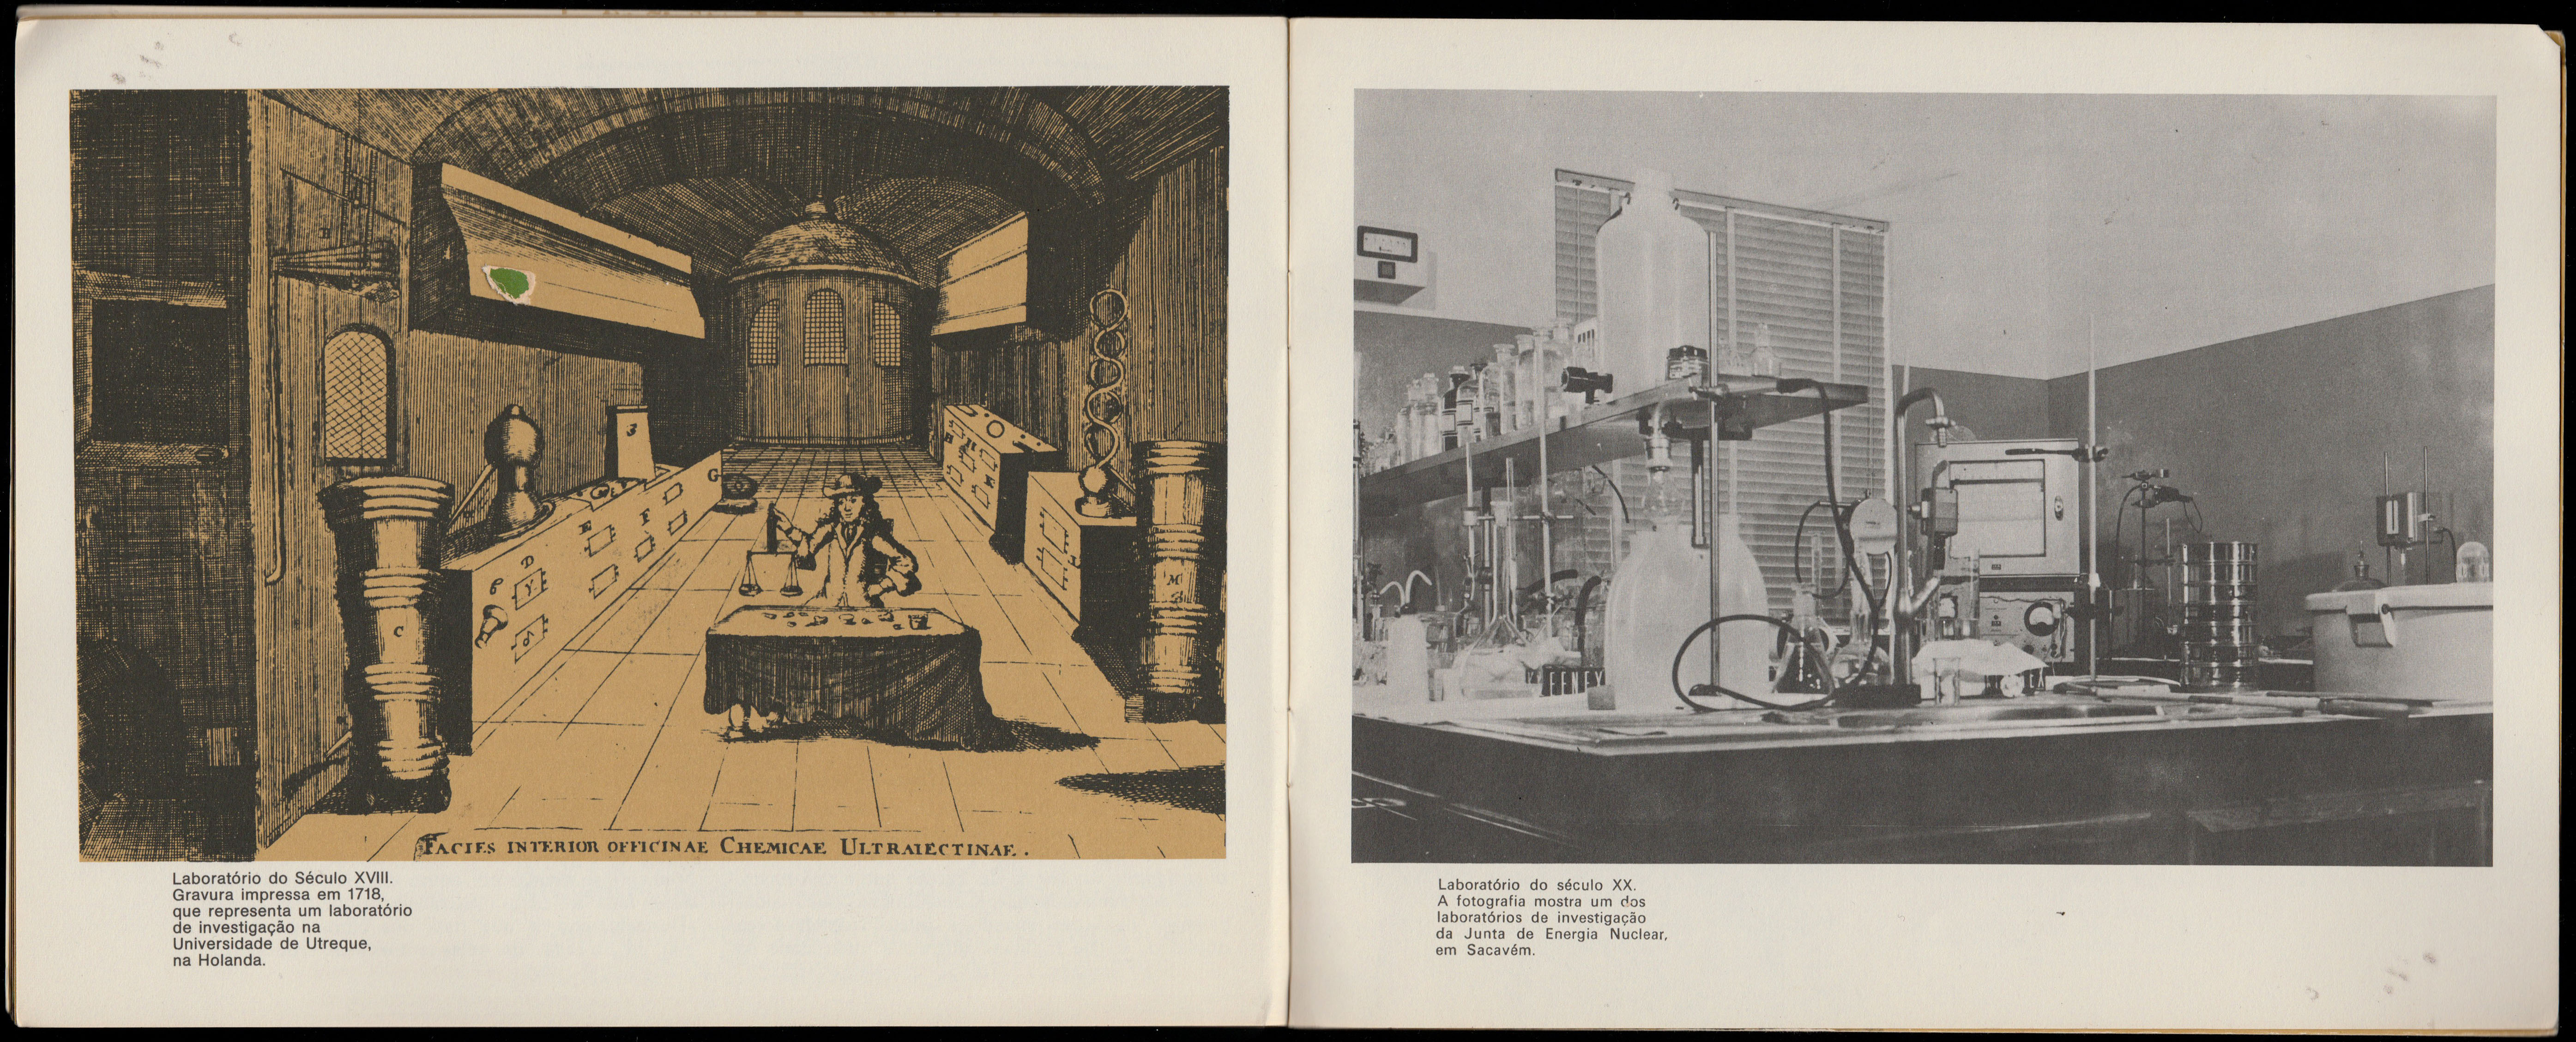 B
C
3
G
D
E
F
H
M
FACIES INTERIOR OFFICINAE CHEMICAE ULTRAIECTINAE.
Laboratório do Século XVIII.
Gravura impressa em 1718,
que representa um laboratório
de investigação na
Universidade de Utreque,
na Holanda.
Laboratório do século XX.
A fotografia mostra um dos
laboratórios de investigação
da Junta de Energia Nuclear,
em Sacavém.